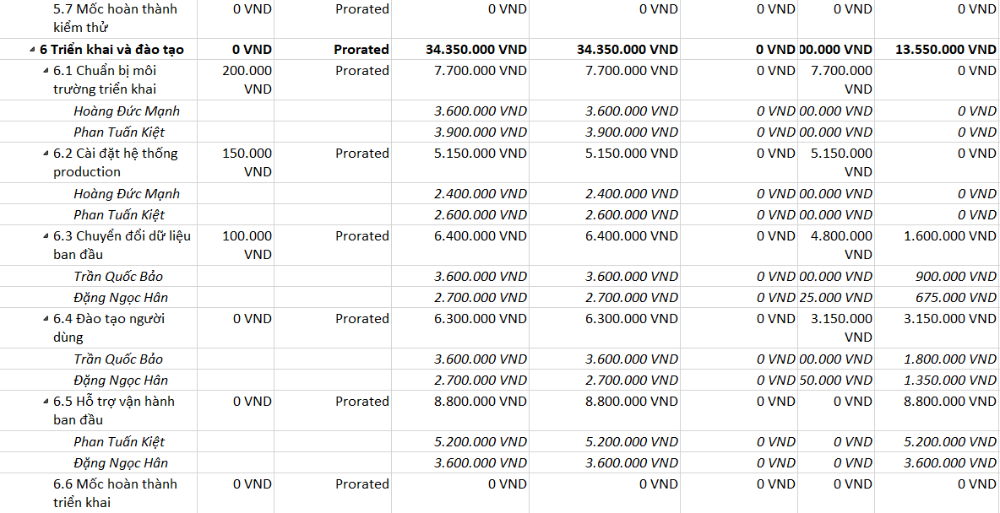 5.7 Mốc hoàn thành kiểm thử 0 VND Prorated 0 VND 0 VND 0 VND 0 VND 0 VND
6 Triển khai và đào tạo 0 VND Prorated 34.350.000 VND 34.350.000 VND 0 VND 00.000 VND 13.550.000 VND
6.1 Chuẩn bị môi trường triển khai 200.000 VND Prorated 7.700.000 VND 7.700.000 VND 0 VND 7.700.000 VND 0 VND
Hoàng Đức Mạnh 3.600.000 VND 3.600.000 VND 0 VND 00.000 VND 0 VND
Phan Tuấn Kiệt 3.900.000 VND 3.900.000 VND 0 VND 00.000 VND 0 VND
6.2 Cài đặt hệ thống production 150.000 VND Prorated 5.150.000 VND 5.150.000 VND 0 VND 5.150.000 VND 0 VND
Hoàng Đức Mạnh 2.400.000 VND 2.400.000 VND 0 VND 00.000 VND 0 VND
Phan Tuấn Kiệt 2.600.000 VND 2.600.000 VND 0 VND 00.000 VND 0 VND
6.3 Chuyển đổi dữ liệu ban đầu 100.000 VND Prorated 6.400.000 VND 6.400.000 VND 0 VND 4.800.000 VND 1.600.000 VND
Trần Quốc Bảo 3.600.000 VND 3.600.000 VND 0 VND 00.000 VND 900.000 VND
Đặng Ngọc Hân 2.700.000 VND 2.700.000 VND 0 VND 25.000 VND 675.000 VND
6.4 Đào tạo người dùng 0 VND Prorated 6.300.000 VND 6.300.000 VND 0 VND 3.150.000 VND 3.150.000 VND
Trần Quốc Bảo 3.600.000 VND 3.600.000 VND 0 VND 00.000 VND 1.800.000 VND
Đặng Ngọc Hân 2.700.000 VND 2.700.000 VND 0 VND 50.000 VND 1.350.000 VND
6.5 Hỗ trợ vận hành ban đầu 0 VND Prorated 8.800.000 VND 8.800.000 VND 0 VND 0 VND 8.800.000 VND
Phan Tuấn Kiệt 5.200.000 VND 5.200.000 VND 0 VND 0 VND 5.200.000 VND
Đặng Ngọc Hân 3.600.000 VND 3.600.000 VND 0 VND 0 VND 3.600.000 VND
6.6 Mốc hoàn thành triển khai 0 VND Prorated 0 VND 0 VND 0 VND 0 VND 0 VND